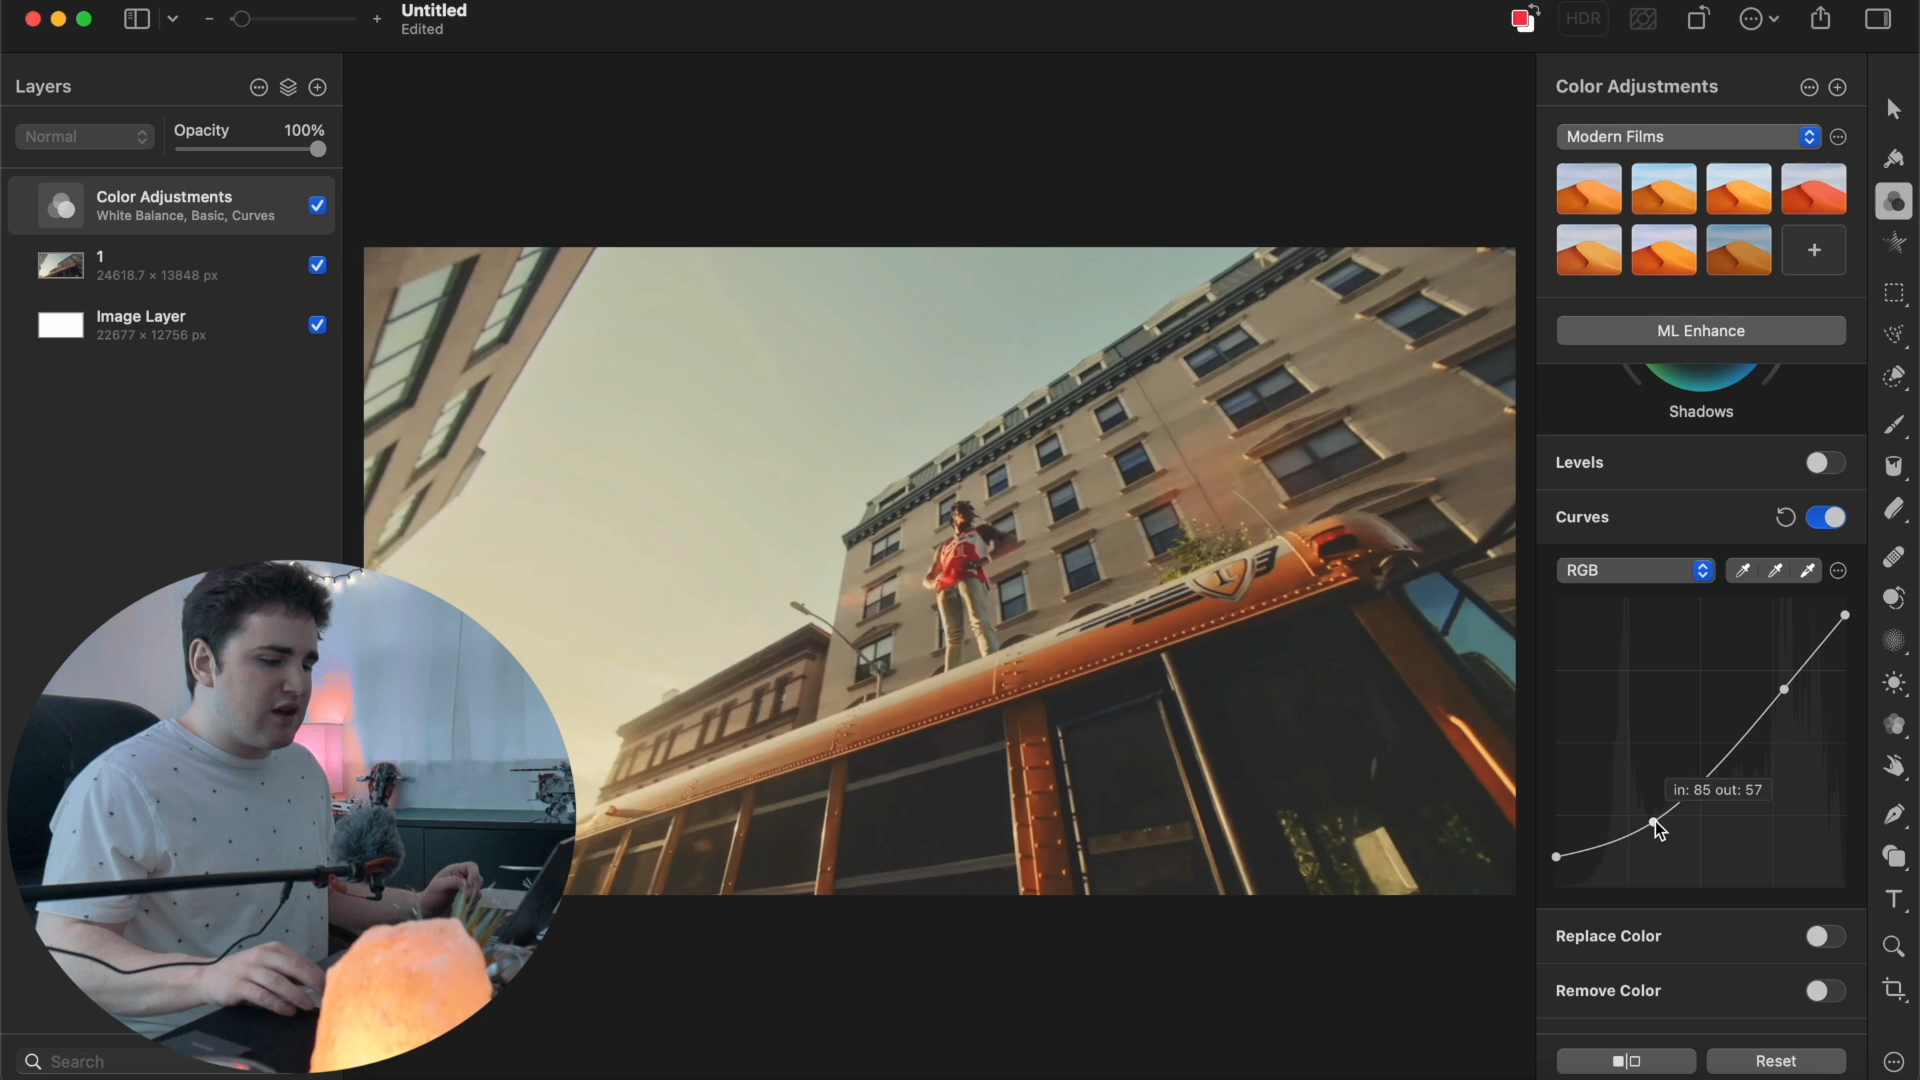 Untitled
Edited
HDR
Layers
Normal
Opacity 100%
Color Adjustments
White Balance, Basic, Curves
1
24618.7 × 13848 px
Image Layer
22677 × 12756 px
Search
Color Adjustments
Modern Films
+
ML Enhance
Shadows
Levels
Curves
RGB
in: 85 out: 57
Replace Color
Remove Color
Reset